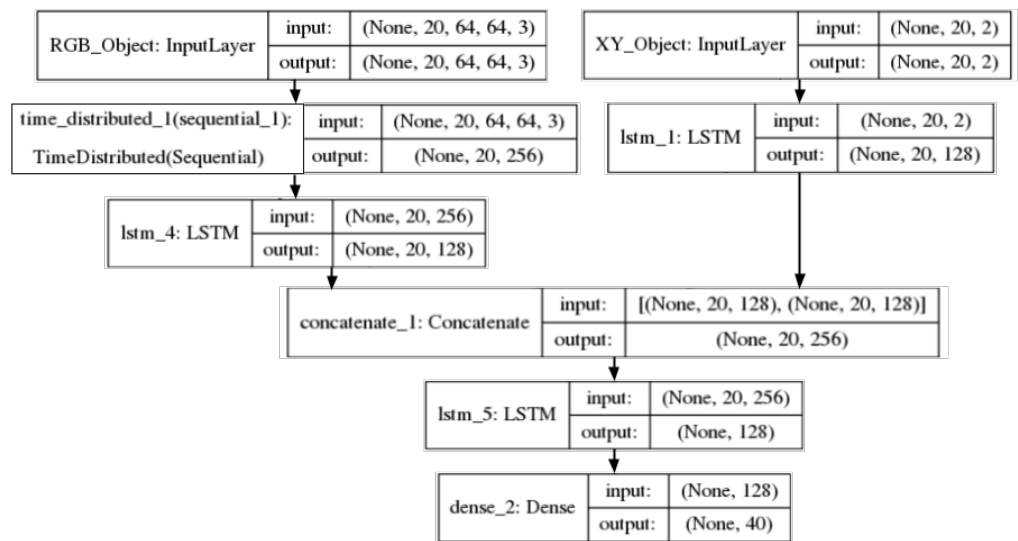 RGB_Object: InputLayer
input:
(None, 20, 64, 64, 3)
output:
(None, 20, 64, 64, 3)
XY_Object: InputLayer
input:
(None, 20, 2)
output:
(None, 20, 2)
time_distributed_1(sequential_1):
TimeDistributed(Sequential)
input:
(None, 20, 64, 64, 3)
output:
(None, 20, 256)
lstm_1: LSTM
input:
(None, 20, 2)
output:
(None, 20, 128)
lstm_4: LSTM
input:
(None, 20, 256)
output:
(None, 20, 128)
concatenate_1: Concatenate
input:
[(None, 20, 128), (None, 20, 128)]
output:
(None, 20, 256)
lstm_5: LSTM
input:
(None, 20, 256)
output:
(None, 128)
dense_2: Dense
input:
(None, 128)
output:
(None, 40)